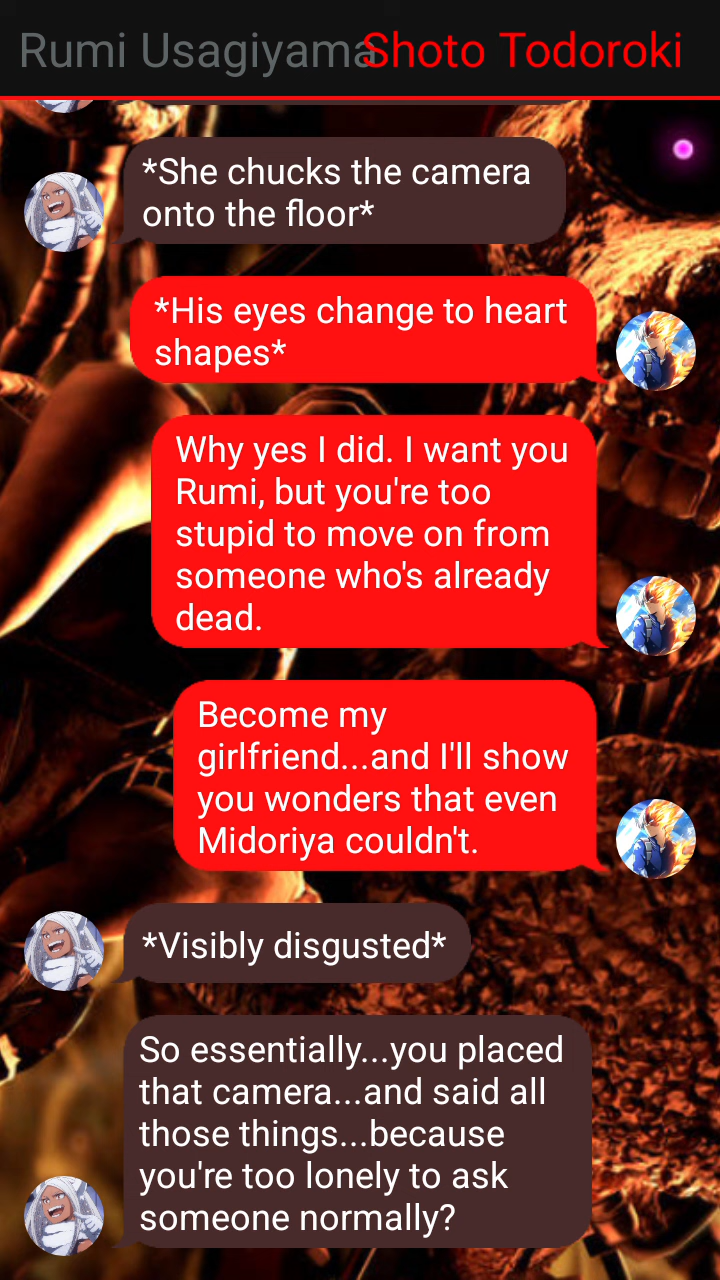 Rumi Usagiyama
Shoto Todoroki
*She chucks the camera
onto the floor*
*His eyes change to heart
shapes*
Why yes I did. I want you
Rumi, but you're too
stupid to move on from
someone who's already
dead.
Become my
girlfriend...and I'll show
you wonders that even
Midoriya couldn't.
*Visibly disgusted*
So essentially...you placed
that camera...and said all
those things...because
you're too lonely to ask
someone normally?